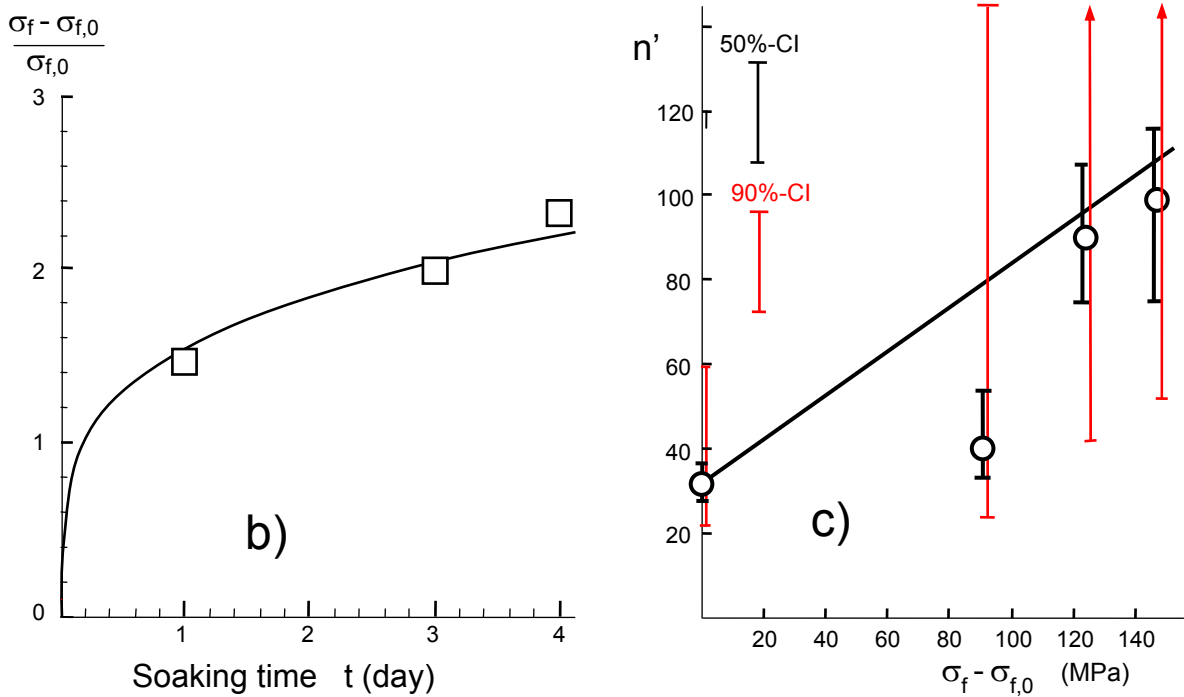 σf - σf,0
σf,0
3
2
1
0
b)
1
2
3
4
Soaking time t (day)
n’
50%-CI
90%-CI
120
100
80
60
40
20
c)
20
40
60
80
100
120
140
σf - σf,0 (MPa)